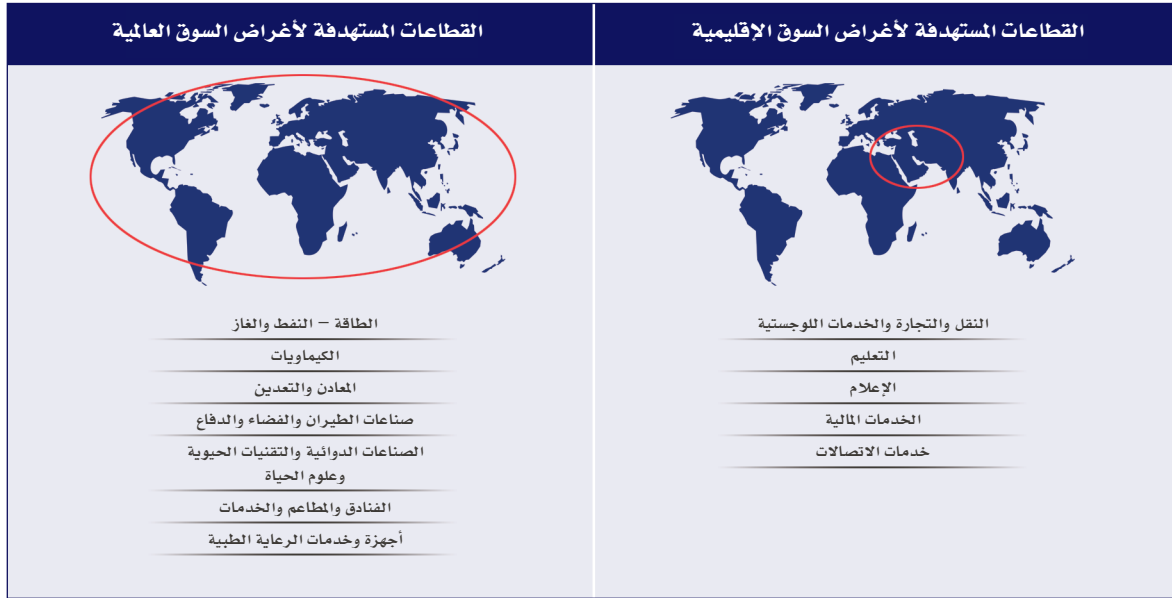 القطاعات المستهدفة لأغراض السوق الإقليمية
النقل والتجارة والخدمات اللوجستية
التعليم
الإعلام
الخدمات المالية
خدمات الاتصالات
القطاعات المستهدفة لأغراض السوق العالمية
الطاقة – النفط والغاز
الكيماويات
المعادن والتعدين
صناعات الطيران والفضاء والدفاع
الصناعات الدوائية والتقنيات الحيوية
وعلوم الحياة
الفنادق والمطاعم والخدمات
أجهزة وخدمات الرعاية الطبية